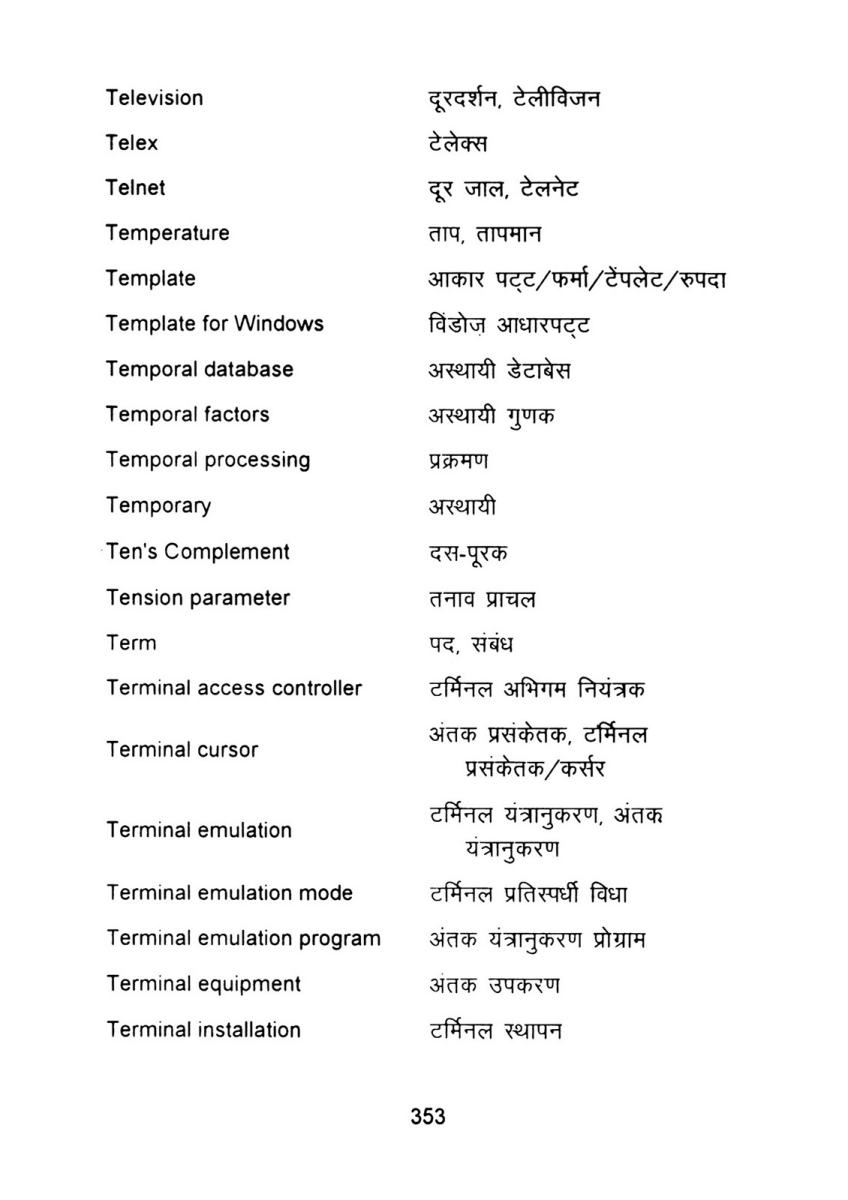 Television दूरदर्शन, टेलीविजन
Telex टेलेक्स
Telnet दूर जाल, टेलनेट
Temperature ताप, तापमान
Template आकार पट्ट/फर्मा/टेंपलेट/रुपदा
Template for Windows विंडोज़ आधारपट्ट
Temporal database अस्थायी डेटाबेस
Temporal factors अस्थायी गुणक
Temporal processing प्रक्रमण
Temporary अस्थायी
Ten's Complement दस-पूरक
Tension parameter तनाव प्राचल
Term पद, संबंध
Terminal access controller टर्मिनल अभिगम नियंत्रक
Terminal cursor अंतक प्रसंकेतक, टर्मिनल
प्रसंकेतक/कर्सर
Terminal emulation टर्मिनल यंत्रानुकरण, अंतक
यंत्रानुकरण
Terminal emulation mode टर्मिनल प्रतिस्पर्धी विधा
Terminal emulation program अंतक यंत्रानुकरण प्रोग्राम
Terminal equipment अंतक उपकरण
Terminal installation टर्मिनल स्थापन
353